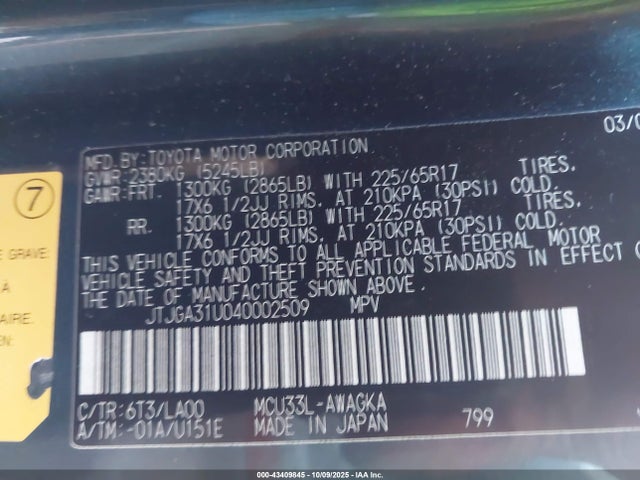 03/0
MFD. BY: TOYOTA MOTOR CORPORATION
GVWR: 2380KG (5245LB)
GAWR: FRT. 1300KG (2865LB) WITH 225/65R17 TIRES,
17X6 1/2JJ RIMS, AT 210KPA (30PSI) COLD.
RR. 1300KG (2865LB) WITH 225/65R17 TIRES,
17X6 1/2JJ RIMS, AT 210KPA (30PSI) COLD.
THIS VEHICLE CONFORMS TO ALL APPLICABLE FEDERAL MOTOR
VEHICLE SAFETY AND THEFT PREVENTION STANDARDS IN EFFECT
THE DATE OF MANUFACTURE SHOWN ABOVE.
JTJGA31U040002509 MPV
C/TR: 6T3/LA00 MCU33L-AWAGKA
A/TM: -01A/U151E MADE IN JAPAN 799
7
E GRAVE
A
AIRE.
EN:
000-43409845 - 10/09/2025 - © IAA Inc.